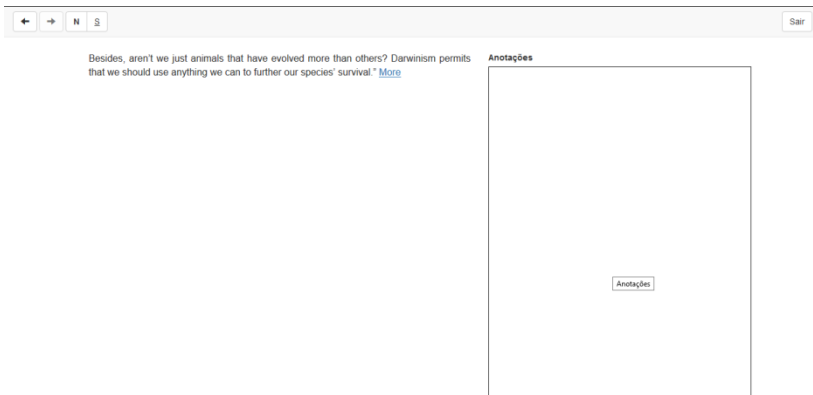 N S Sair
Besides, aren't we just animals that have evolved more than others? Darwinism permits
that we should use anything we can to further our species' survival." More
Anotações
Anotações